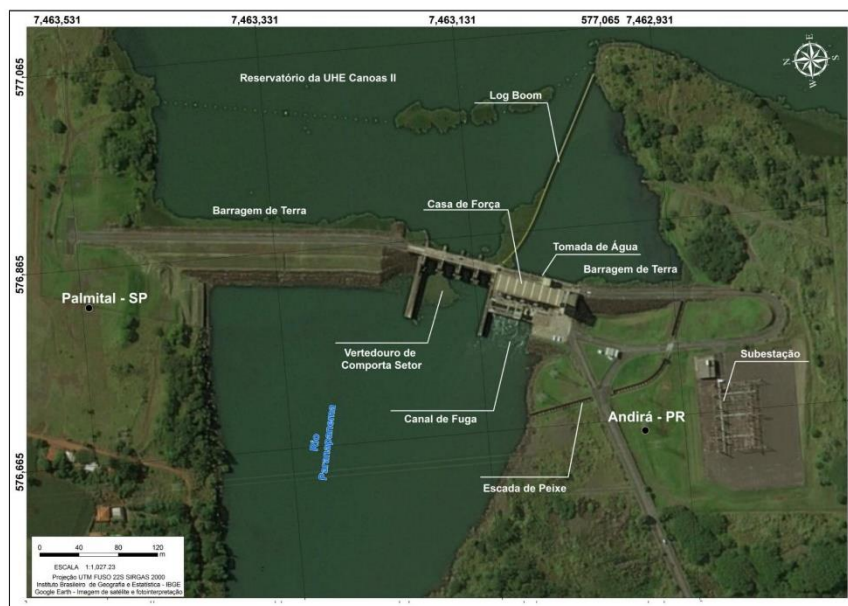 7,463,531 7,463,331 7,463,131 577,065 7,462,931
577,065
576,865
576,665
N
E
S
W
Reservatório da UHE Canoas II
Log Boom
Barragem de Terra
Casa de Força
Tomada de Água
Barragem de Terra
Palmital - SP
Vertedouro de
Comporta Setor
Subestação
Canal de Fuga
Andirá - PR
Rio
Paranapanema
Escada de Peixe
0 40 80 120
m
ESCALA 1:1,027.23
Projeção UTM FUSO 22S SIRGAS 2000
Instituto Brasileiro de Geografia e Estatística - IBGE
Google Earth - Imagem de satélite e fotointerpretação